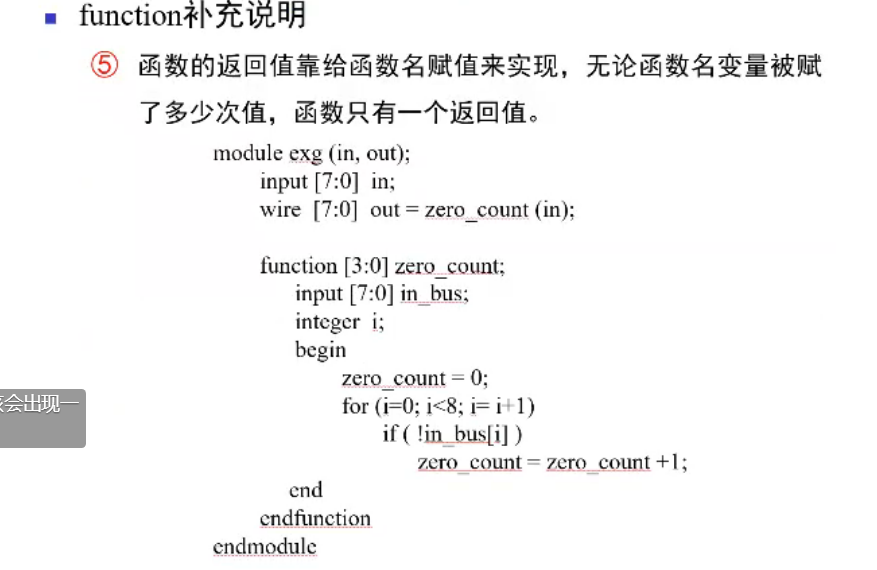 function补充说明
⑤ 函数的返回值靠给函数名赋值来实现，无论函数名变量被赋
了多少次值，函数只有一个返回值。
module exg (in, out);
input [7:0] in;
wire [7:0] out = zero_count (in);
function [3:0] zero_count;
input [7:0] in_bus;
integer i;
begin
zero_count = 0;
for (i=0; i<8; i= i+1)
会出现一
if ( !in_bus[i] )
zero_count = zero_count +1;
end
endfunction
endmodule